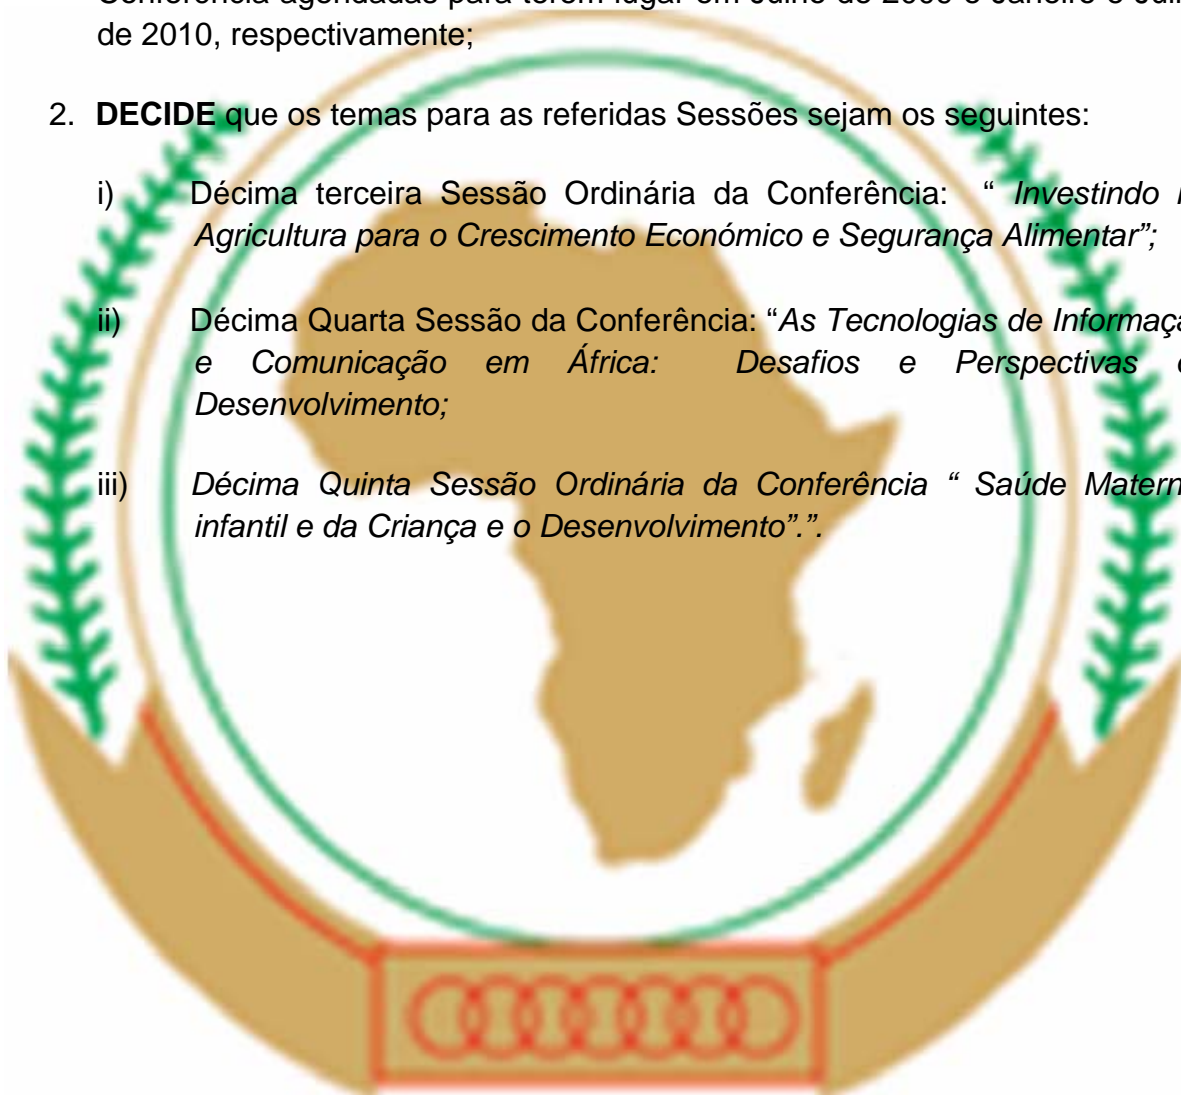 de 2010, respectivamente;
2. DECIDE que os temas para as referidas Sessões sejam os seguintes:
i) Décima terceira Sessão Ordinária da Conferência: “ Investindo
Agricultura para o Crescimento Económico e Segurança Alimentar”;
ii) Décima Quarta Sessão da Conferência: “As Tecnologias de Informaça
e Comunicação em África: Desafios e Perspectivas
Desenvolvimento;
iii) Décima Quinta Sessão Ordinária da Conferência “ Saúde Matern
infantil e da Criança e o Desenvolvimento”.”.